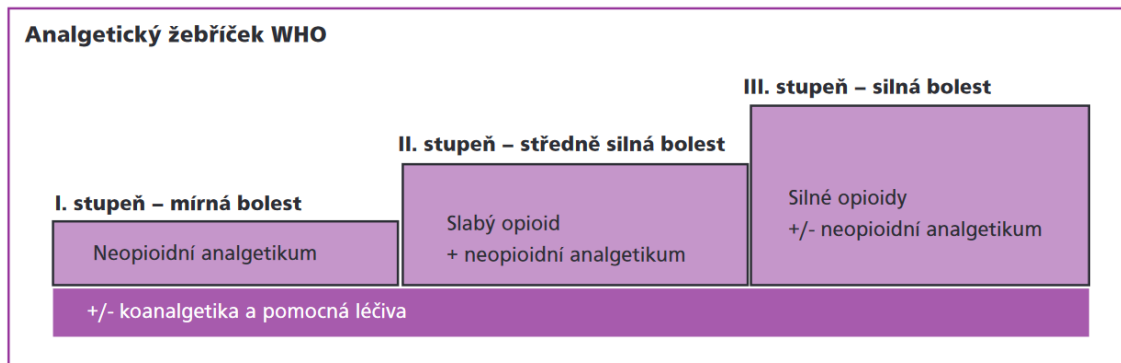 Analgetický žebříček WHO
III. stupeň – silná bolest
II. stupeň – středně silná bolest
I. stupeň – mírná bolest
Neopioidní analgetikum
Slabý opioid
+ neopioidní analgetikum
Silné opioidy
+/- neopioidní analgetikum
+/- koanalgetika a pomocná léčiva